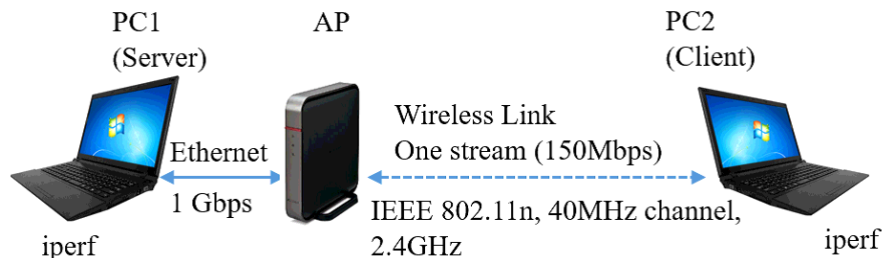 PC1
(Server)
AP
PC2
(Client)
Ethernet
1 Gbps
Wireless Link
One stream (150Mbps)
IEEE 802.11n, 40MHz channel,
2.4GHz
iperf
iperf